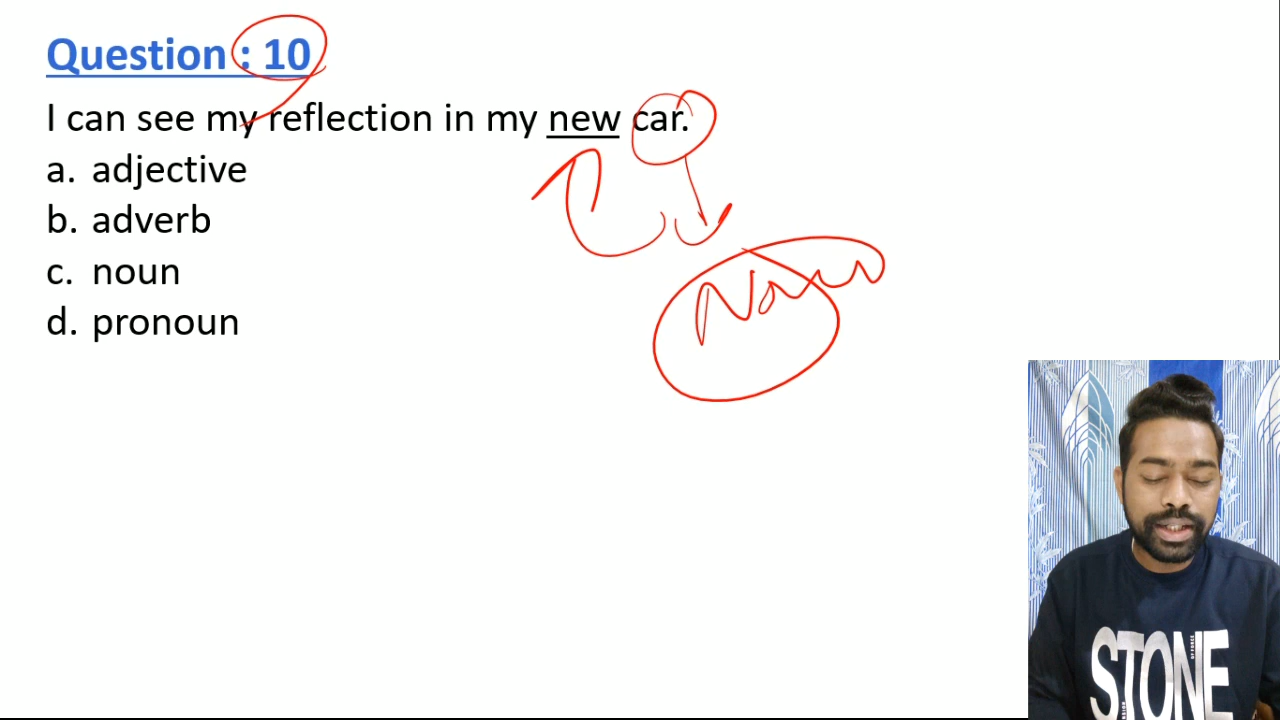 Question : 10
I can see my reflection in my new car.
a. adjective
b. adverb
c. noun
d. pronoun
Noun
STONE